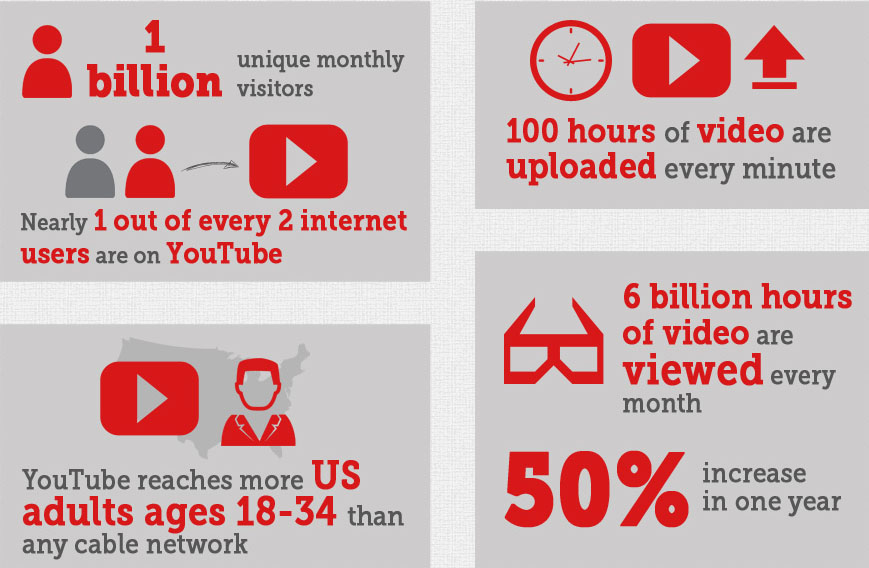 1
billion
unique monthly
visitors
Nearly 1 out of every 2 internet
users are on YouTube
100 hours of video are
uploaded every minute
YouTube reaches more US
adults ages 18-34 than
any cable network
6 billion hours
of video are
viewed every
month
50%
increase
in one year